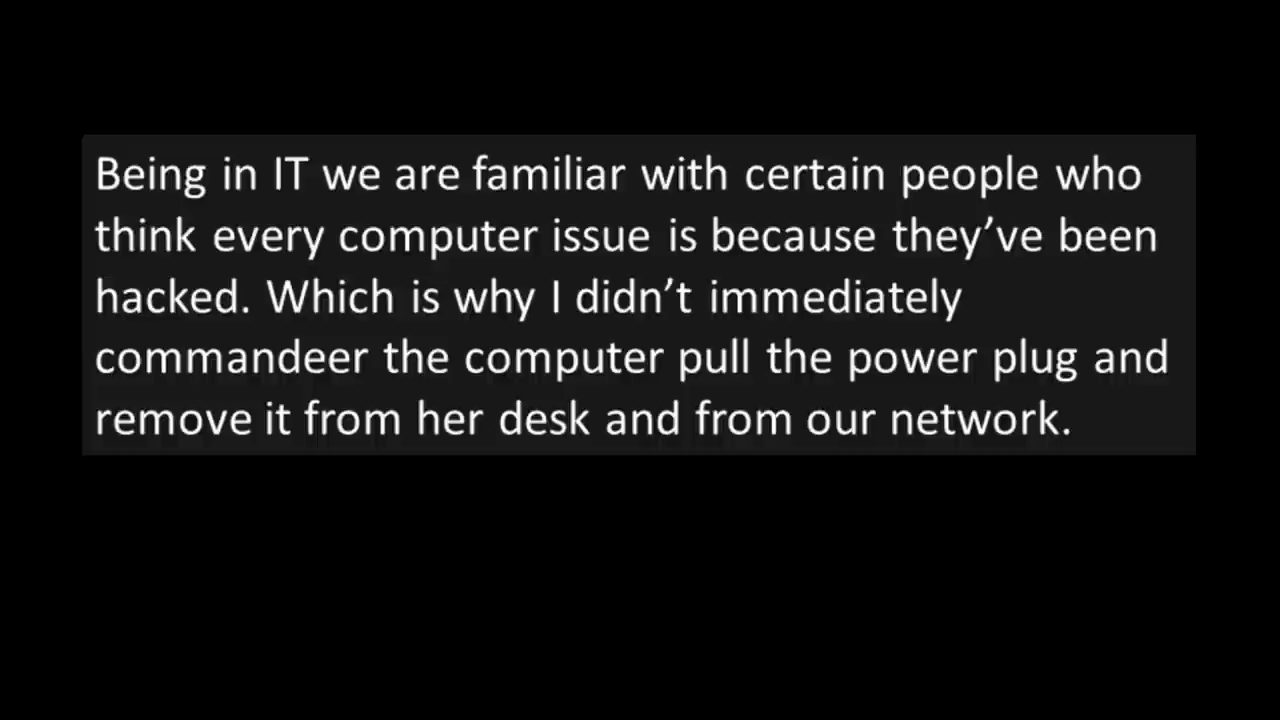 Being in IT we are familiar with certain people who
think every computer issue is because they’ve been
hacked. Which is why I didn’t immediately
commandeer the computer pull the power plug and
remove it from her desk and from our network.